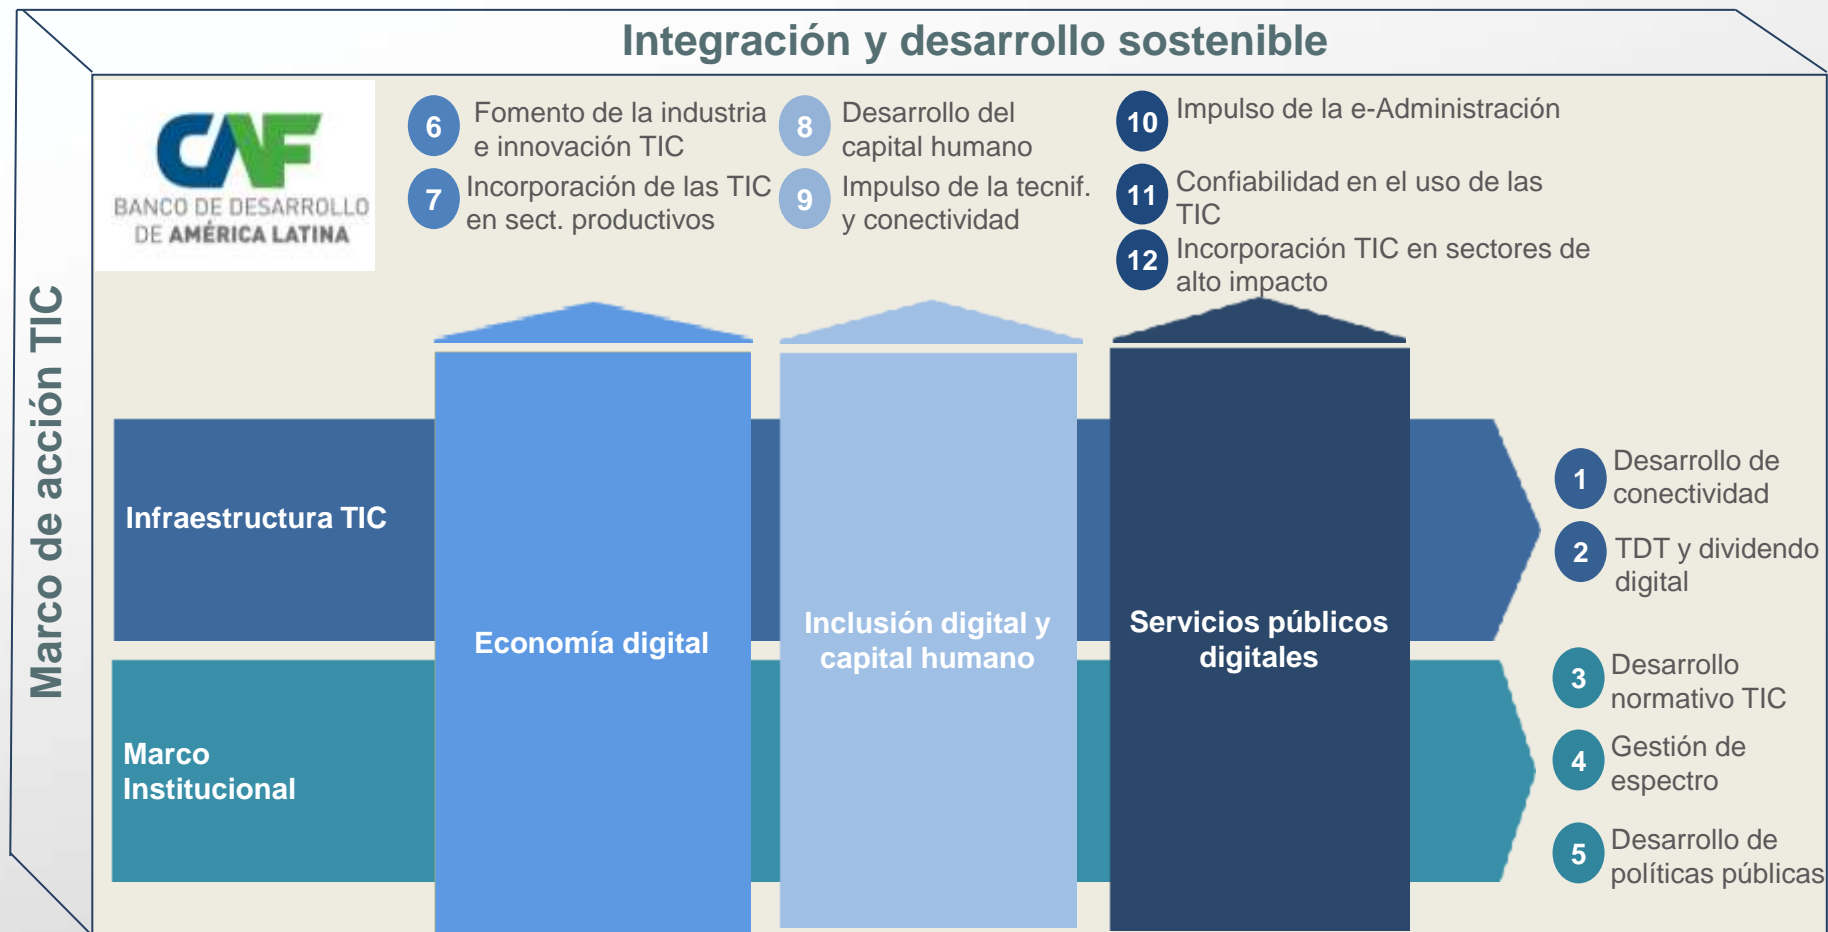 Integración y desarrollo sostenible
Marco de acción TIC
CAF
BANCO DE DESARROLLO
DE AMÉRICA LATINA
6
Fomento de la industria
e innovación TIC
7
Incorporación de las TIC
en sect. productivos
8
Desarrollo del
capital humano
9
Impulso de la tecnif.
y conectividad
10
Impulso de la e-Administración
11
Confiabilidad en el uso de las
TIC
12
Incorporación TIC en sectores de
alto impacto
Infraestructura TIC
Marco
Institucional
Economía digital
Inclusión digital y
capital humano
Servicios públicos
digitales
1
Desarrollo de
conectividad
2
TDT y dividendo
digital
3
Desarrollo
normativo TIC
4
Gestión de
espectro
5
Desarrollo de
políticas públicas